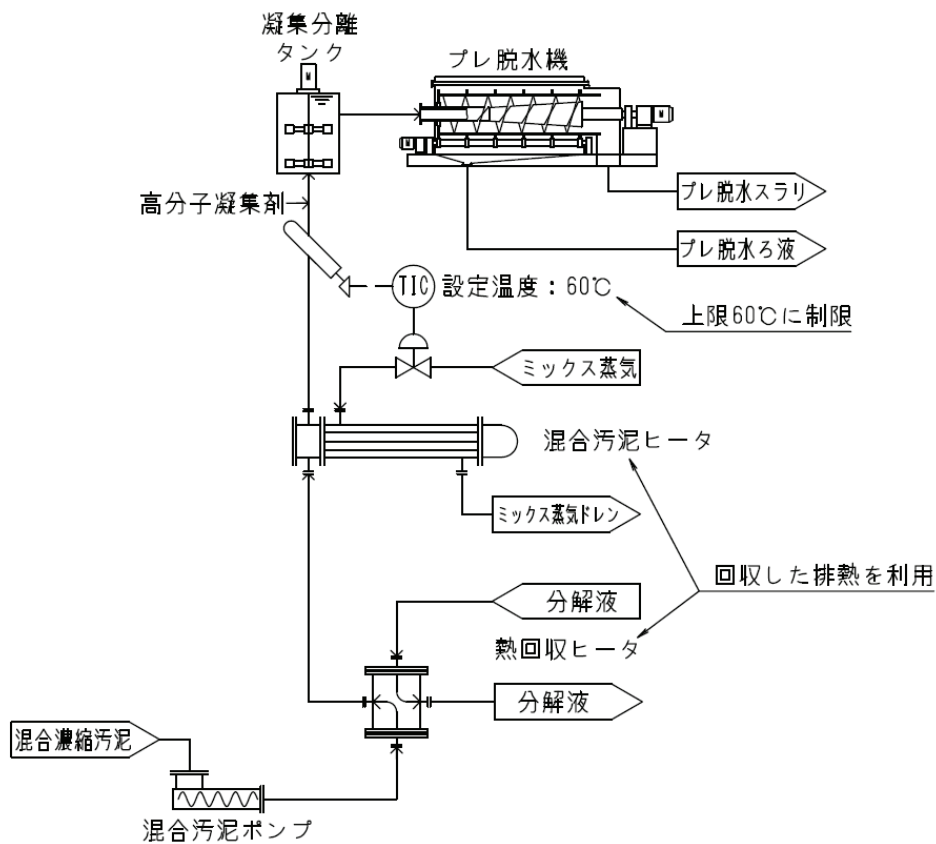 凝集分離
タンク
M
プレ脱水機
M
M
プレ脱水スラリ
高分子凝集剤
プレ脱水ろ液
TIC 設定温度：60℃
上限60℃に制限
ミックス蒸気
混合汚泥ヒータ
ミックス蒸気ドレン
回収した排熱を利用
分解液
熱回収ヒータ
分解液
混合濃縮汚泥
混合汚泥ポンプ